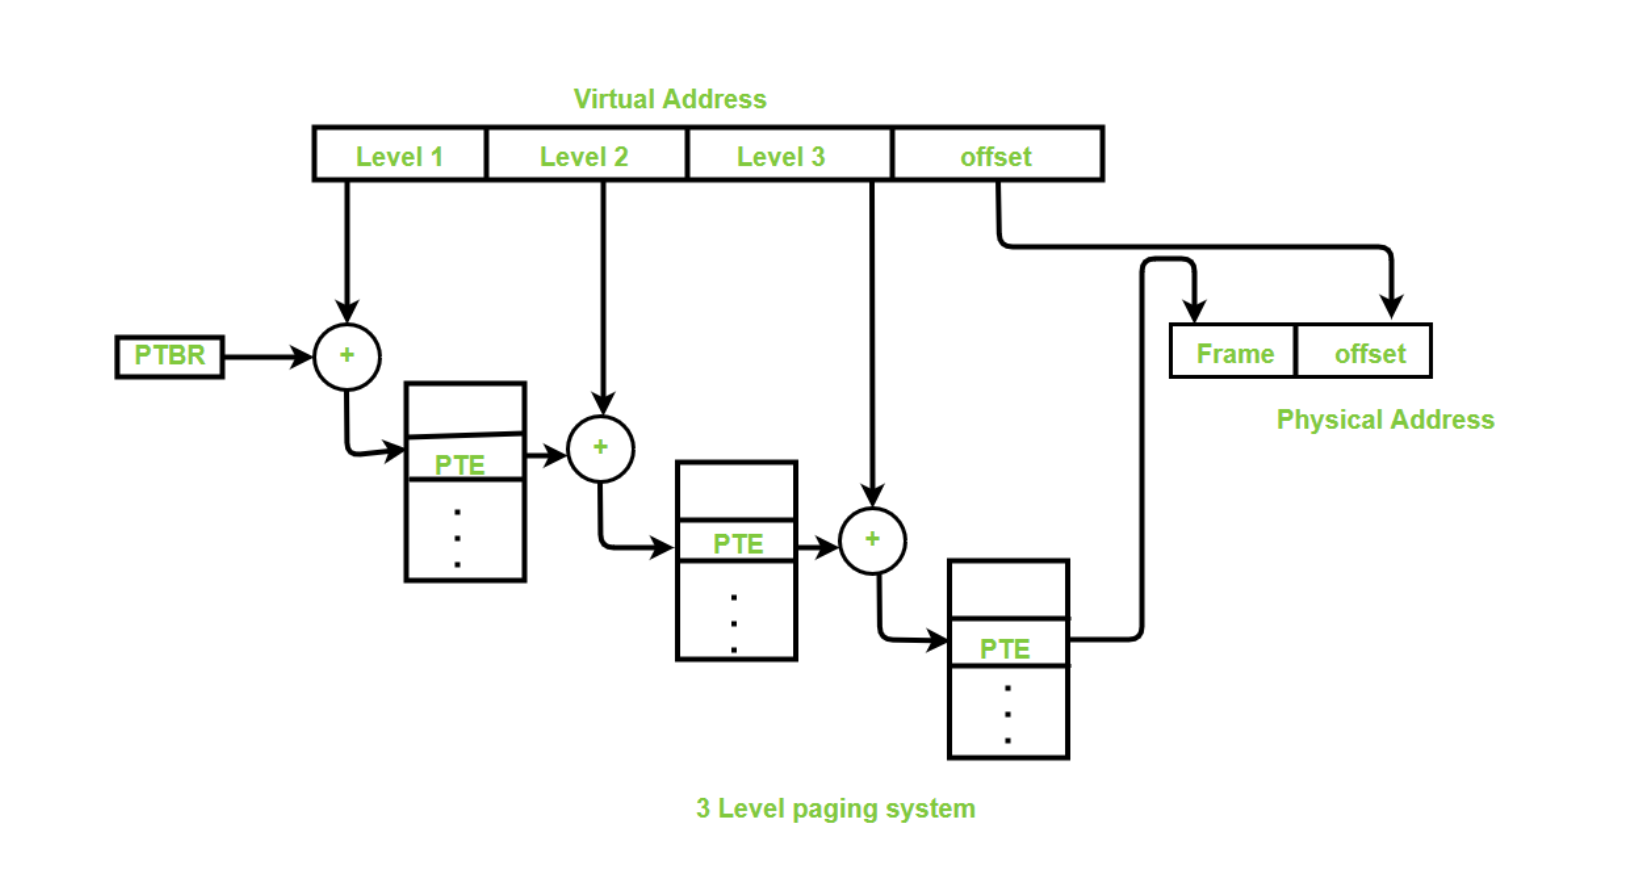 Virtual Address
Level 1 Level 2 Level 3 offset
PTBR + Frame offset
Physical Address
+
PTE
+
PTE
PTE
3 Level paging system